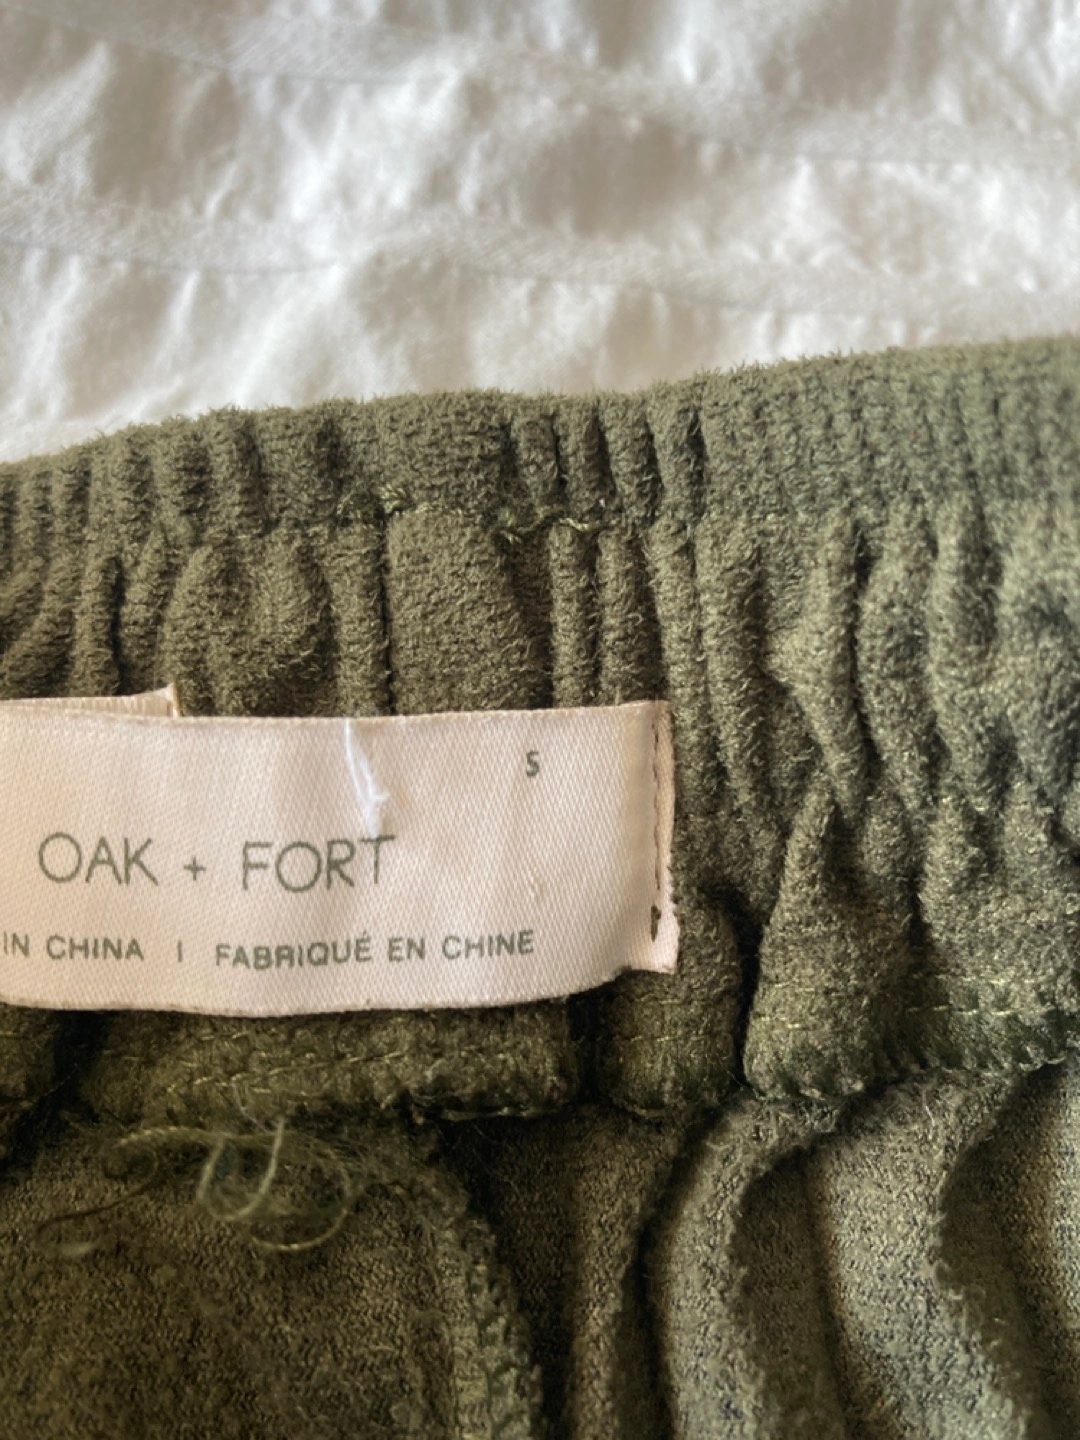 S
OAK + FORT
IN CHINA | FABRIQUÉ EN CHINE